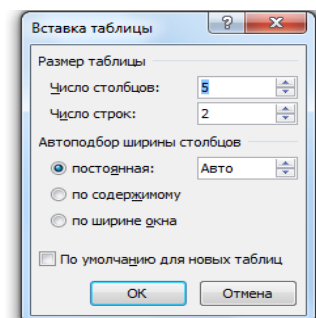 Вставка таблицы
Размер таблицы
Число столбцов: 5
Число строк: 2
Автоподбор ширины столбцов
постоянная: Авто
по содержимому
по ширине окна
По умолчанию для новых таблиц
ОК Отмена